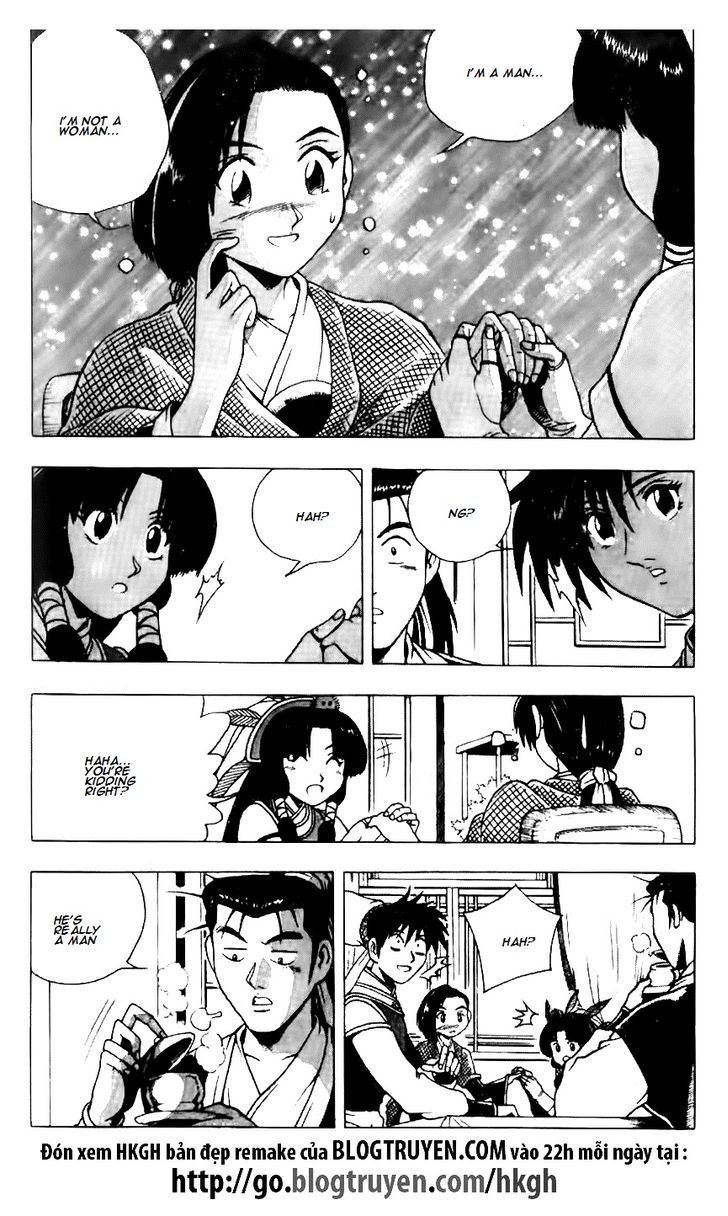 I'M NOT A
WOMAN...
I'M A MAN...
HAH?
NG?
HAHA...
YOU'RE
KIDDING
RIGHT?
HE'S
REALLY
A MAN
HAH?
Đón xem HKGH bản đẹp remake của BLOGTRUYEN.COM vào 22h mỗi ngày tại :
http://go.blogtruyen.com/hkgh